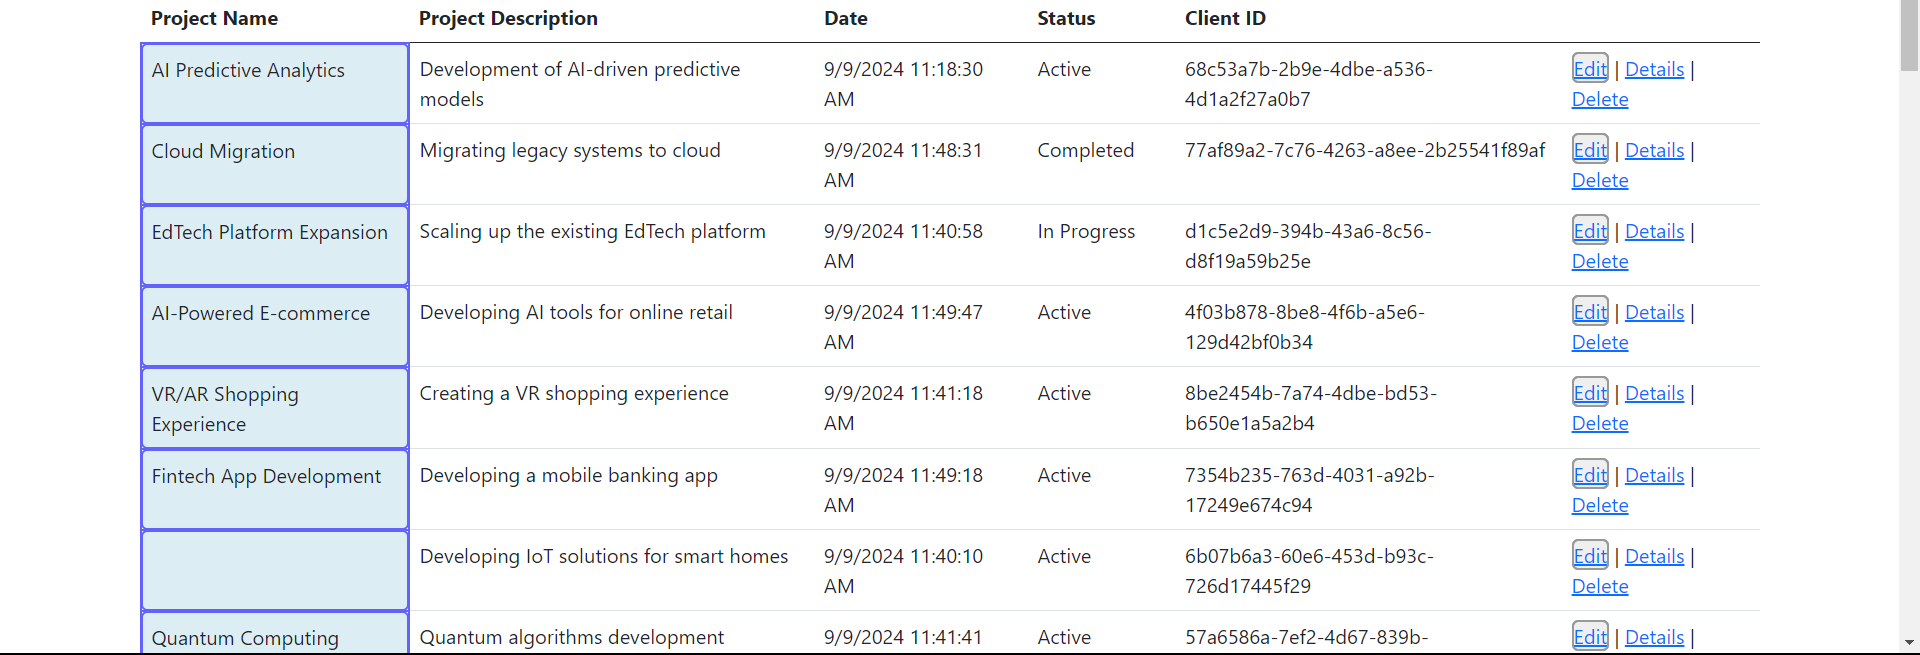 Project Name Project Description Date Status Client ID
AI Predictive Analytics Development of AI-driven predictive 9/9/2024 11:18:30 Active 68c53a7b-2b9e-4dbe-a536- Edit | Details |
models AM 4d1a2f27a0b7 Delete
Cloud Migration Migrating legacy systems to cloud 9/9/2024 11:48:31 Completed 77af89a2-7c76-4263-a8ee-2b25541f89af Edit | Details |
AM Delete
EdTech Platform Expansion Scaling up the existing EdTech platform 9/9/2024 11:40:58 In Progress d1c5e2d9-394b-43a6-8c56- Edit | Details |
AM d8f19a59b25e Delete
AI-Powered E-commerce Developing AI tools for online retail 9/9/2024 11:49:47 Active 4f03b878-8be8-4f6b-a5e6- Edit | Details |
AM 129d42bf0b34 Delete
VR/AR Shopping Creating a VR shopping experience 9/9/2024 11:41:18 Active 8be2454b-7a74-4dbe-bd53- Edit | Details |
Experience AM b650e1a5a2b4 Delete
Fintech App Development Developing a mobile banking app 9/9/2024 11:49:18 Active 7354b235-763d-4031-a92b- Edit | Details |
AM 17249e674c94 Delete
Developing IoT solutions for smart homes 9/9/2024 11:40:10 Active 6b07b6a3-60e6-453d-b93c- Edit | Details |
AM 726d17445f29 Delete
Quantum Computing Quantum algorithms development 9/9/2024 11:41:41 Active 57a6586a-7ef2-4d67-839b- Edit | Details |